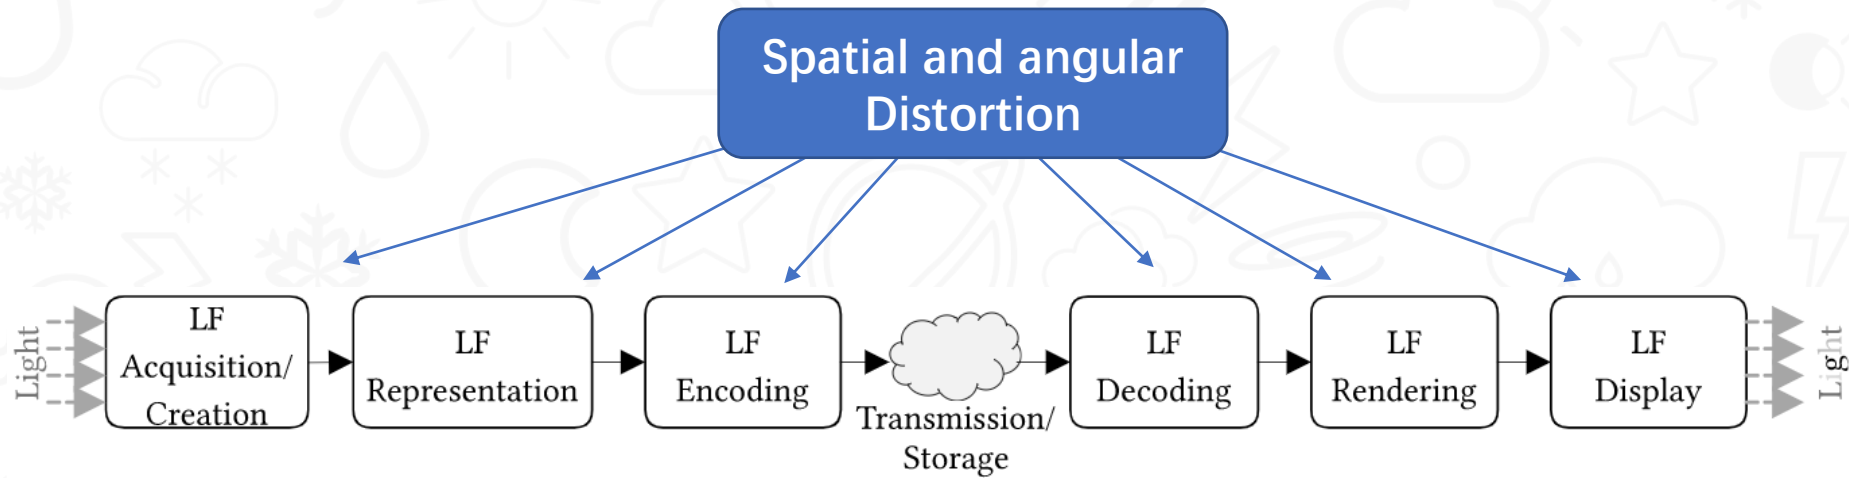 Spatial and angular
Distortion
Light
LF
Acquisition/
Creation
LF
Representation
LF
Encoding
Transmission/
Storage
LF
Decoding
LF
Rendering
LF
Display
Light